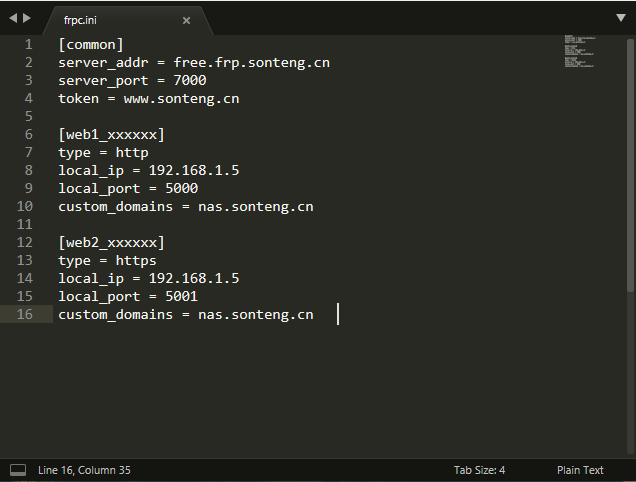 frpc.ini
1 [common]
2 server_addr = free.frp.sonteng.cn
3 server_port = 7000
4 token = www.sonteng.cn
5
6 [web1_xxxxxx]
7 type = http
8 local_ip = 192.168.1.5
9 local_port = 5000
10 custom_domains = nas.sonteng.cn
11
12 [web2_xxxxxx]
13 type = https
14 local_ip = 192.168.1.5
15 local_port = 5001
16 custom_domains = nas.sonteng.cn
Line 16, Column 35 Tab Size: 4 Plain Text